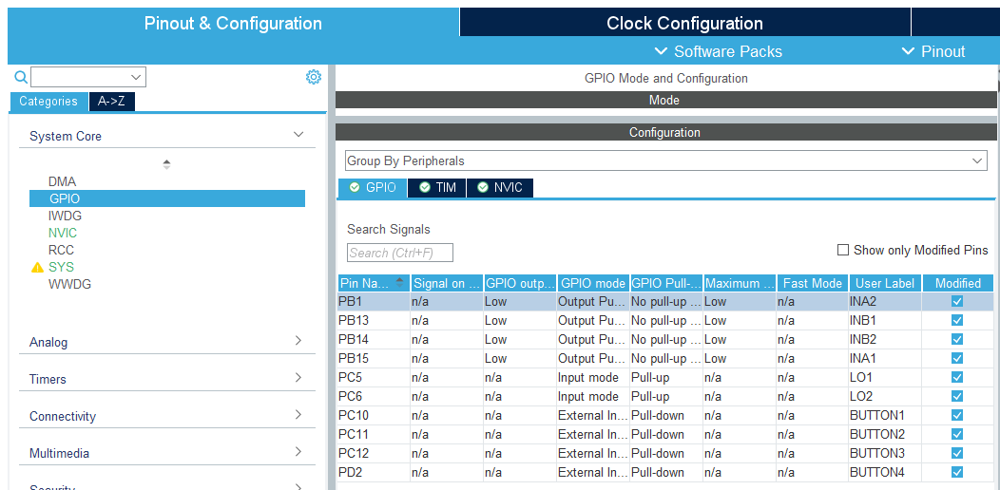 Pinout & Configuration Clock Configuration
Software Packs Pinout
GPIO Mode and Configuration
Categories A->Z
Mode
System Core
Configuration
Group By Peripherals
DMA
GPIO
IWDG
NVIC
RCC
SYS
WWDG
GPIO TIM NVIC
Search Signals
Search (Ctrl+F)
Show only Modified Pins
Pin Na... Signal on ... GPIO outp... GPIO mode GPIO Pull-... Maximum ... Fast Mode User Label Modified
PB1 n/a Low Output Pu... No pull-up ... Low n/a INA2
PB13 n/a Low Output Pu... No pull-up ... Low n/a INB1
PB14 n/a Low Output Pu... No pull-up ... Low n/a INB2
PB15 n/a Low Output Pu... No pull-up ... Low n/a INA1
PC5 n/a n/a Input mode Pull-up n/a n/a LO1
PC6 n/a n/a Input mode Pull-up n/a n/a LO2
PC10 n/a n/a External In... Pull-down n/a n/a BUTTON1
PC11 n/a n/a External In... Pull-down n/a n/a BUTTON2
PC12 n/a n/a External In... Pull-down n/a n/a BUTTON3
PD2 n/a n/a External In... Pull-down n/a n/a BUTTON4
Analog
Timers
Connectivity
Multimedia
Security